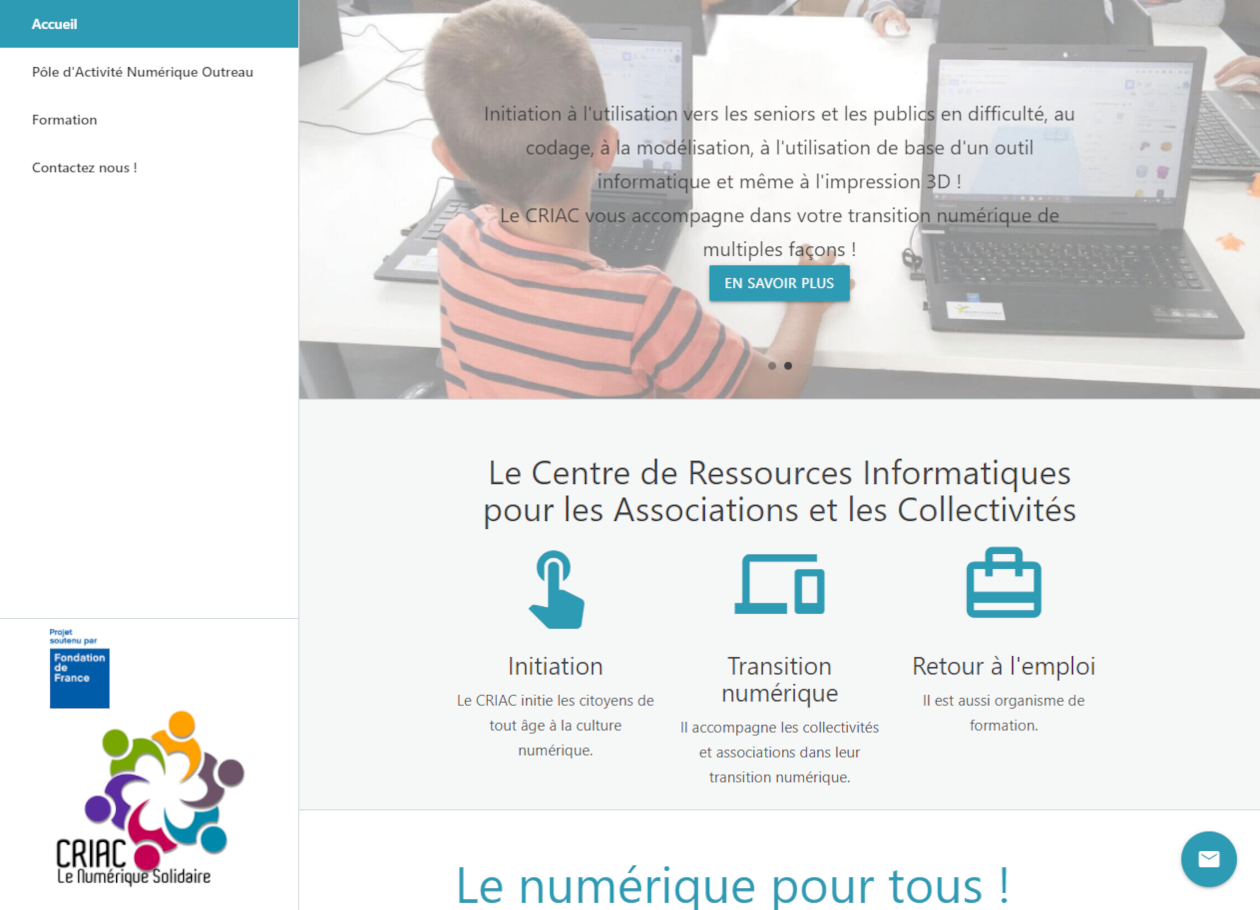 Accueil
Pôle d'Activité Numérique Outreau
Formation
Contactez nous !
Projet
soutenu par
Fondation
de
France
CRIAC
Le Numérique Solidaire
Initiation à l'utilisation vers les seniors et les publics en difficulté, au
codage, à la modélisation, à l'utilisation de base d'un outil
informatique et même à l'impression 3D !
Le CRIAC vous accompagne dans votre transition numérique de
multiples façons !
EN SAVOIR PLUS
Le Centre de Ressources Informatiques
pour les Associations et les Collectivités
Initiation
Le CRIAC initie les citoyens de
tout âge à la culture
numérique.
Transition
numérique
Il accompagne les collectivités
et associations dans leur
transition numérique.
Retour à l'emploi
Il est aussi organisme de
formation.
Le numérique pour tous !